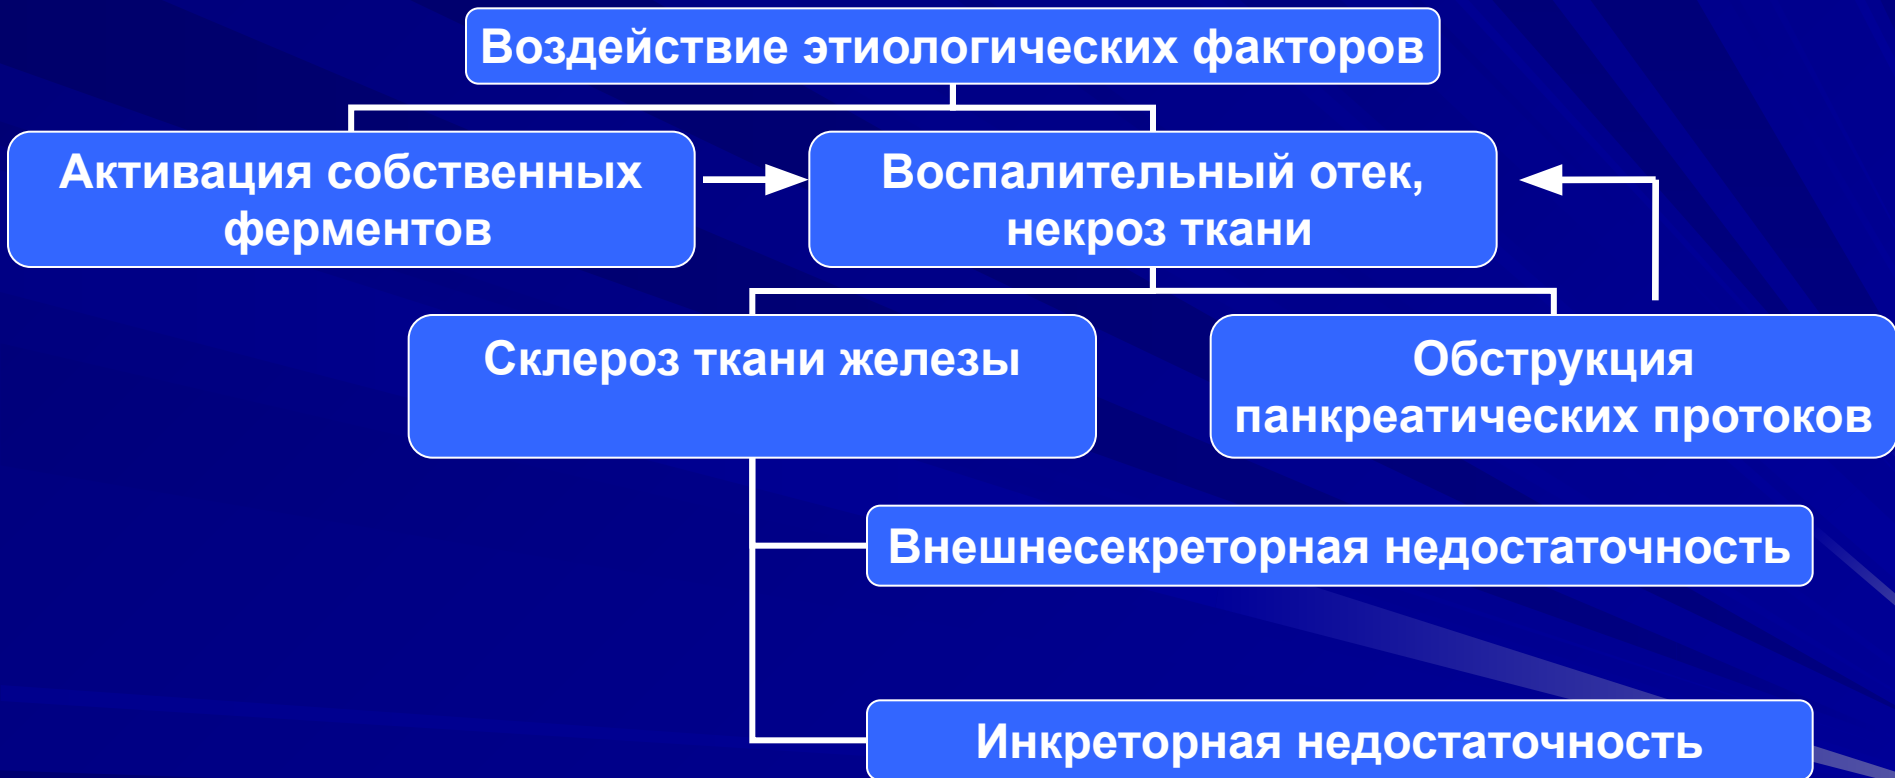 Воздействие этиологических факторов
Активация собственных
ферментов
Воспалительный отек,
некроз ткани
Склероз ткани железы
Обструкция
панкреатических протоков
Внешнесекреторная недостаточность
Инкреторная недостаточность